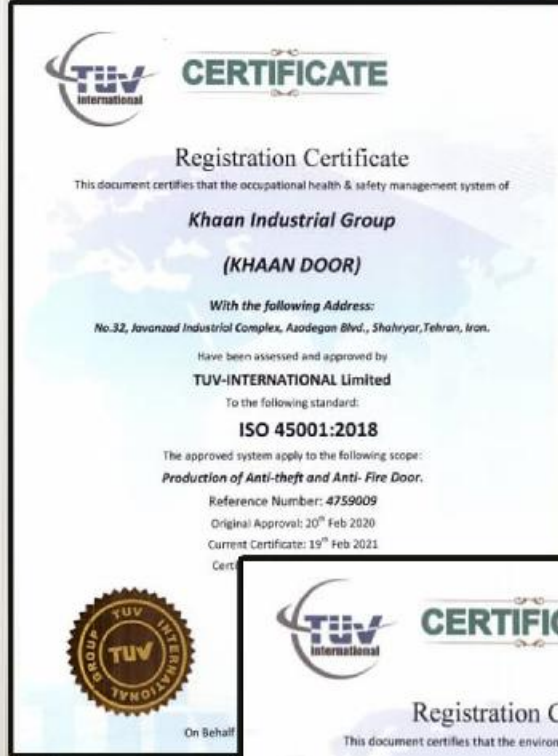 TÜV
international
CERTIFICATE
Registration Certificate
This document certifies that the occupational health & safety management system of
Khaan Industrial Group
(KHAAN DOOR)
With the following Address:
No.32, Javanzad Industrial Complex, Azadegan Blvd., Shahryar,Tehran, Iran.
Have been assessed and approved by
TUV-INTERNATIONAL Limited
To the following standard:
ISO 45001:2018
The approved system apply to the following scope:
Production of Anti-theft and Anti- Fire Door.
Reference Number: 4759009
Original Approval: 20th Feb 2020
Current Certificate: 19th Feb 2021
Certi
TUV INTERNATIONAL GROUP
TUV
On Behalf
TÜV
international
CERTIFIC
Registration C
This document certifies that the environ